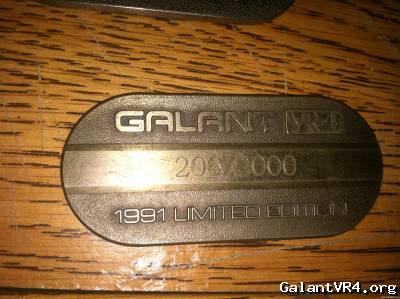 GALANT VR-4
1991 LIMITED EDITION
GalantVR4.org